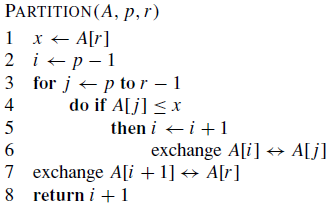 PARTITION(A, p, r)
1 x ← A[r]
2 i ← p − 1
3 for j ← p to r − 1
4 do if A[j] ≤ x
5 then i ← i + 1
6 exchange A[i] ↔ A[j]
7 exchange A[i + 1] ↔ A[r]
8 return i + 1